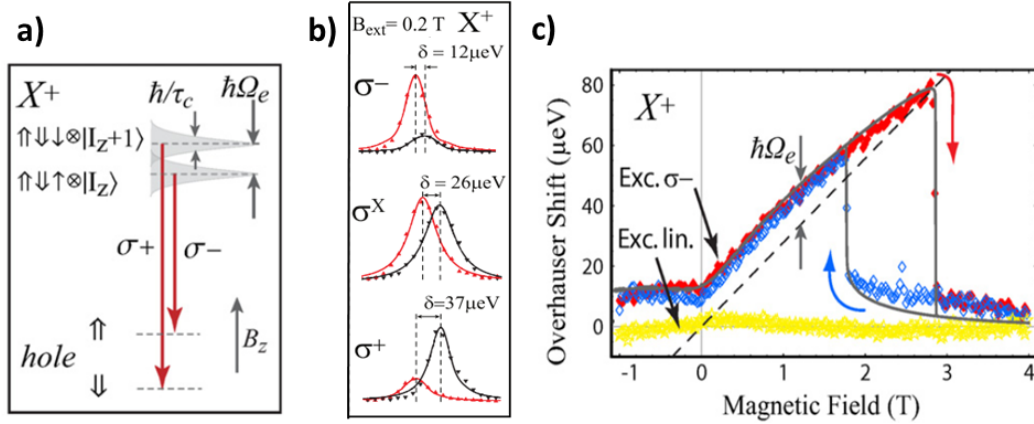 a)
X⁺
ℏ/τc
ℏΩe
⇑⇓↓⊗|Iz+1⟩
⇑⇓↑⊗|Iz⟩
σ+
σ−
⇑
hole
⇓
Bz
b)
Bext= 0.2 T X⁺
δ = 12μeV
σ−
δ = 26μeV
σX
δ=37μeV
σ+
c)
X⁺
Overhauser Shift (μeV)
80
60
40
20
0
ℏΩe
Exc. σ−
Exc. lin.
-1 0 1 2 3 4
Magnetic Field (T)